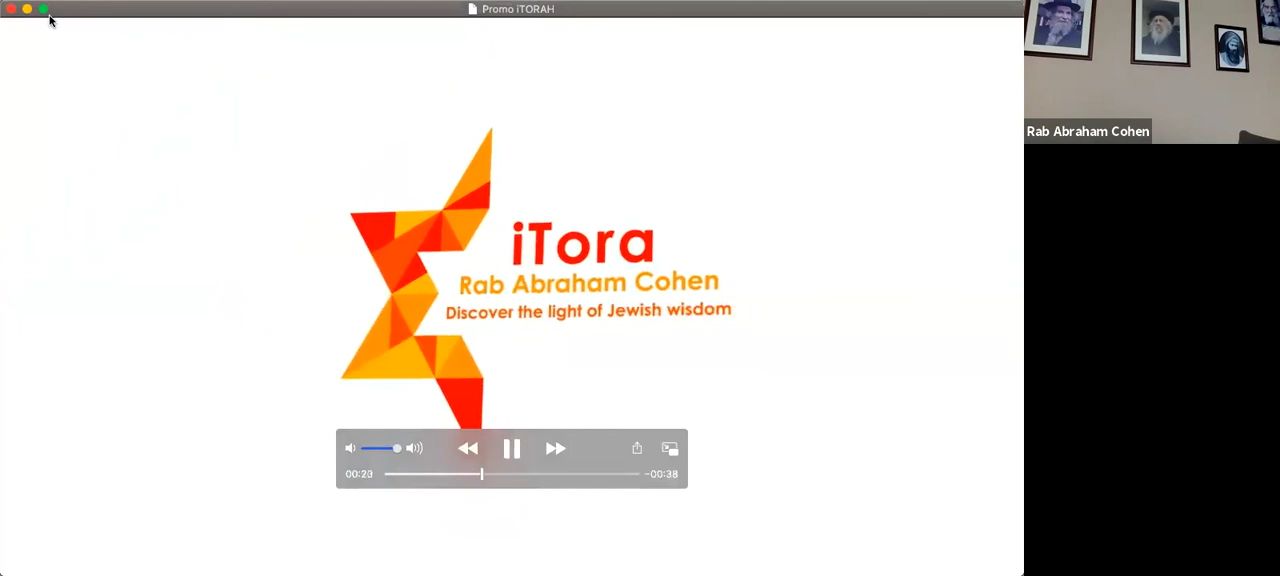 Promo iTORAH
iTora
Rab Abraham Cohen
Discover the light of Jewish wisdom
00:23
-00:38
Rab Abraham Cohen